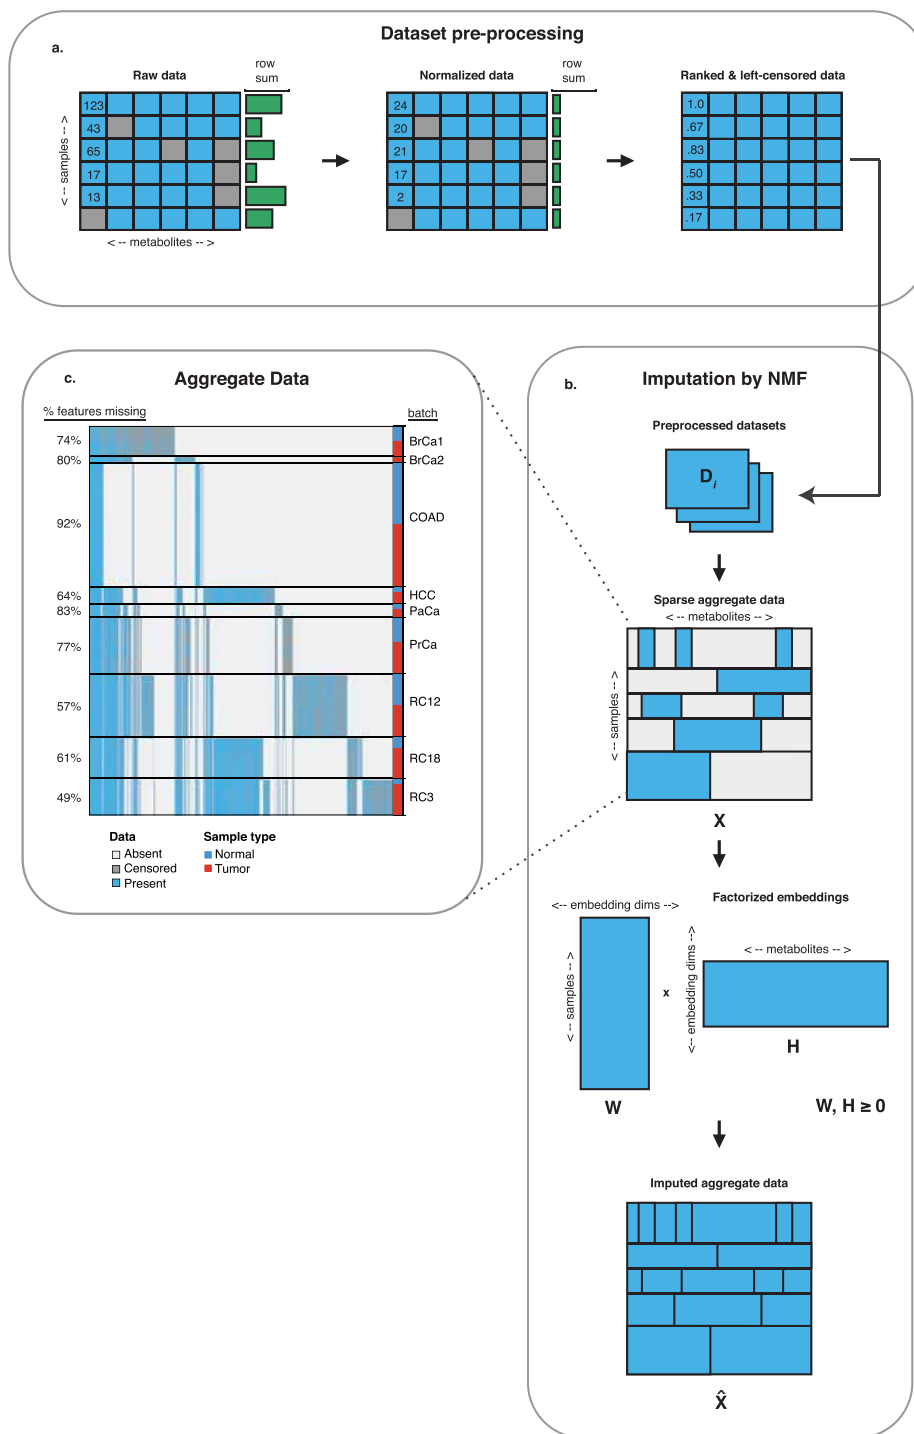 Dataset pre-processing
a.
Raw data
row
sum
Normalized data
row
sum
Ranked & left-censored data
123
43
65
17
13
24
20
21
17
2
1.0
.67
.83
.50
.33
.17
< -- samples -- >
< -- metabolites -- >
c.
Aggregate Data
% features missing
batch
74%
BrCa1
80%
BrCa2
92%
COAD
64%
HCC
83%
PaCa
77%
PrCa
57%
RC12
61%
RC18
49%
RC3
Data
Absent
Censored
Present
Sample type
Normal
Tumor
b.
Imputation by NMF
Preprocessed datasets
Di
Sparse aggregate data
< -- metabolites -- >
< -- samples -- >
X
Factorized embeddings
<-- embedding dims -->
< -- samples -- >
W
x
<-- embedding dims -->
< -- metabolites -- >
H
W, H ≥ 0
Imputed aggregate data
X̂